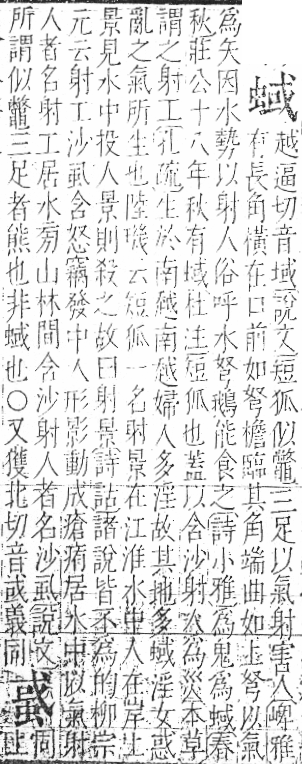 蜮越逼切音域說文短狐似鼈三足以氣射害人埤雅
有長角橫在口前如弩檐臨其角端曲如上弩以氣
為矢因水勢以射人俗呼水弩鵝能食之詩小雅為鬼為蜮春
秋莊公十八年秋有蜮杜注短狐也蓋以含沙射人為災本草
謂之射工孔疏生於南越南越婦人多淫故其地多蜮淫女惑
亂之氣所生也陸璣云短狐一名射景在江淮水中人在岸上
景見水中投人景則殺之故曰射景詩詁諸說皆不為的柳宗
元云射工沙虱含怒竊發中人形影動成瘡痏居水中以氣射
人者名射工居水旁山林間含沙射人者名沙虱說文同
所謂似鼈三足者熊也非蜮也○又獲北切音或義同 蟚 上